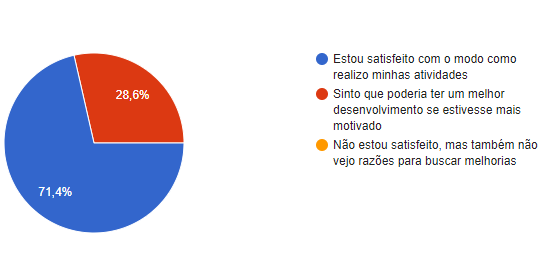 Estou satisfeito com o modo como
realizo minhas atividades
Sinto que poderia ter um melhor
desenvolvimento se estivesse mais
motivado
Não estou satisfeito, mas também não
vejo razões para buscar melhorias
28,6%
71,4%